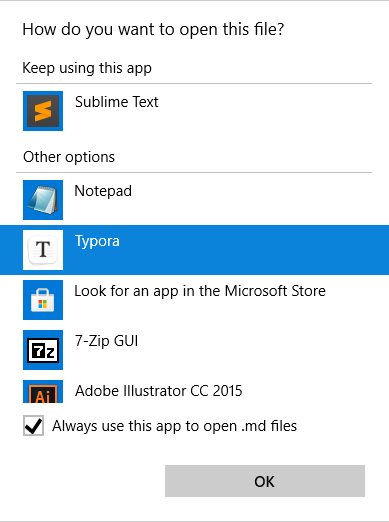 How do you want to open this file?
Keep using this app
Sublime Text
Other options
Notepad
T
Typora
Look for an app in the Microsoft Store
7z
7-Zip GUI
Ai
Adobe Illustrator CC 2015
Always use this app to open .md files
OK